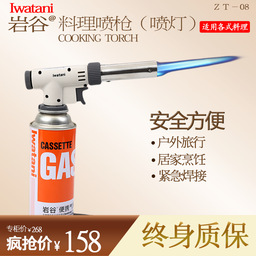 Iwatani
岩谷® 料理喷枪（喷灯） ZT-08
COOKING TORCH 适用各式料理
Iwatani
安全方便
户外旅行
居家烹饪
紧急焊接
Iwatani
CASSETTE
GAS
岩谷
专柜价¥268
疯抢价¥158
终身质保